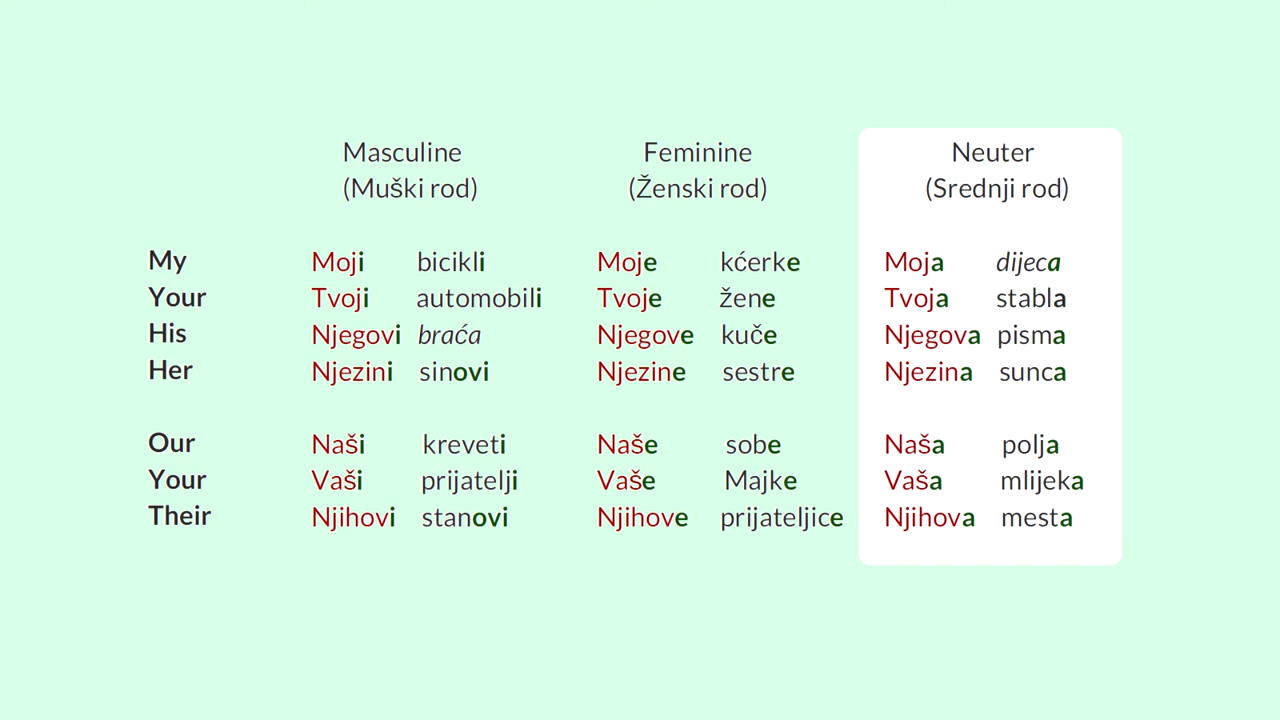 Masculine Feminine Neuter
(Muški rod) (Ženski rod) (Srednji rod)
My Moji bicikli Moje kćerke Moja dijeca
Your Tvoji automobili Tvoje žene Tvoja stabla
His Njegovi braća Njegove kuče Njegova pisma
Her Njezini sinovi Njezine sestre Njezina sunca
Our Naši kreveti Naše sobe Naša polja
Your Vaši prijatelji Vaše Majke Vaša mlijeka
Their Njihovi stanovi Njihove prijateljice Njihova mesta